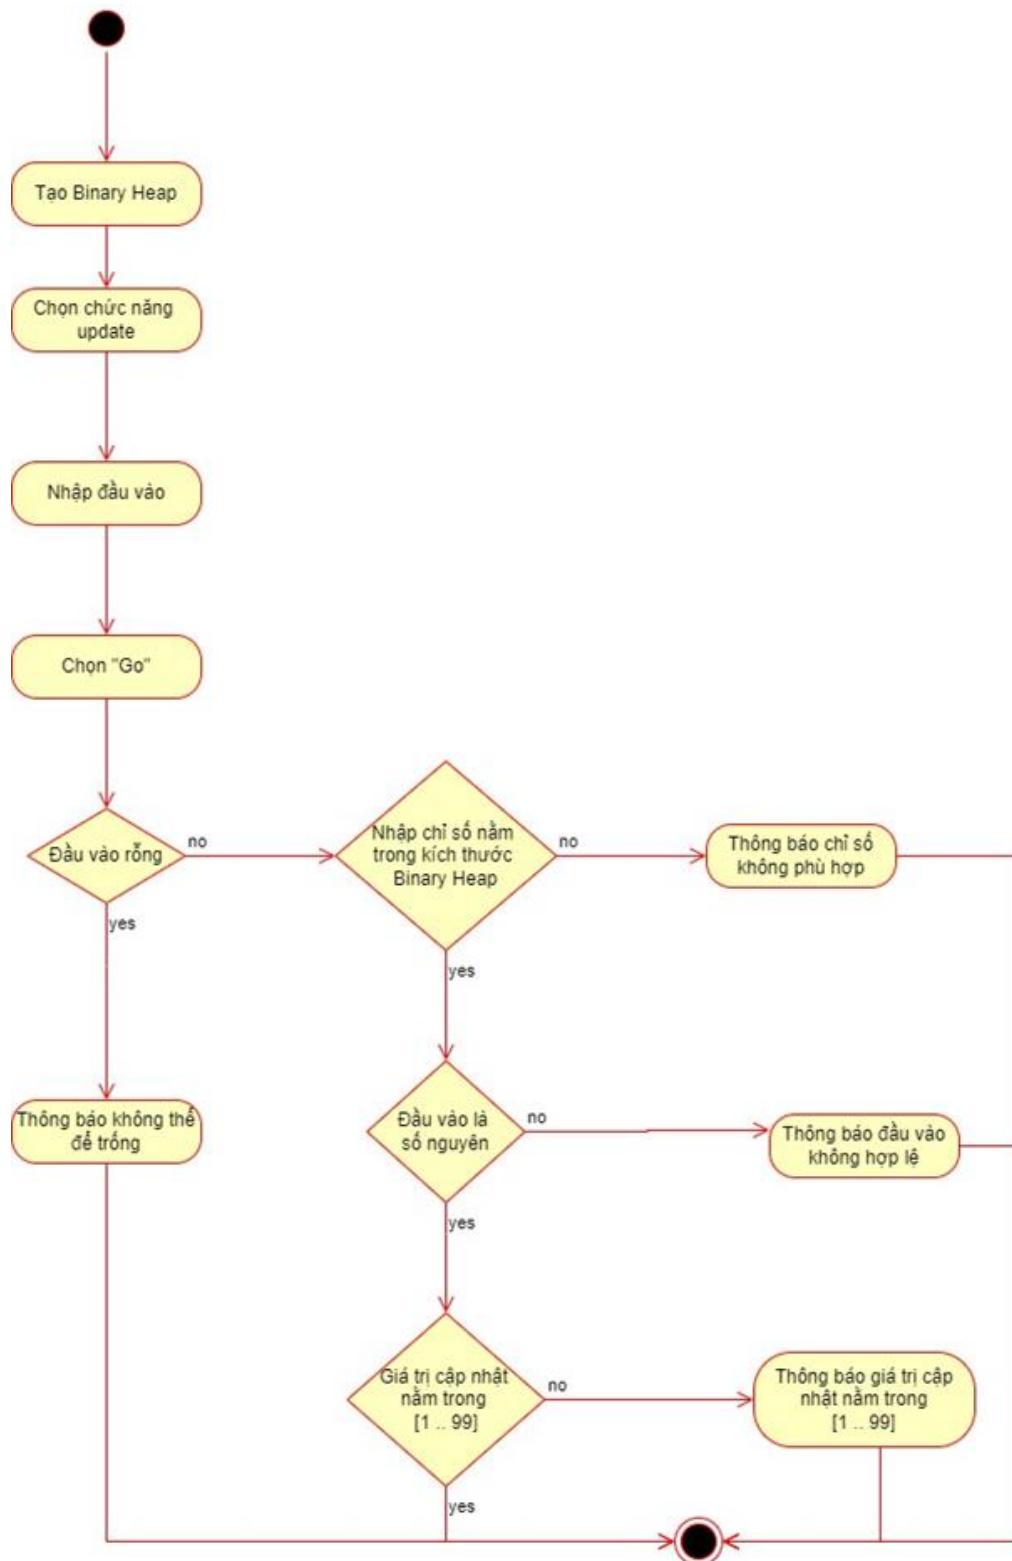 Tạo Binary Heap
Chọn chức năng
update
Nhập đầu vào
Chọn "Go"
Đầu vào rỗng
no
yes
Nhập chỉ số nằm
trong kích thước
Binary Heap
no
yes
Thông báo chỉ số
không phù hợp
Thông báo không thể
để trống
Đầu vào là
số nguyên
no
yes
Thông báo đầu vào
không hợp lệ
Giá trị cập nhật
nằm trong
[1 .. 99]
no
yes
Thông báo giá trị cập
nhật nằm trong
[1 .. 99]